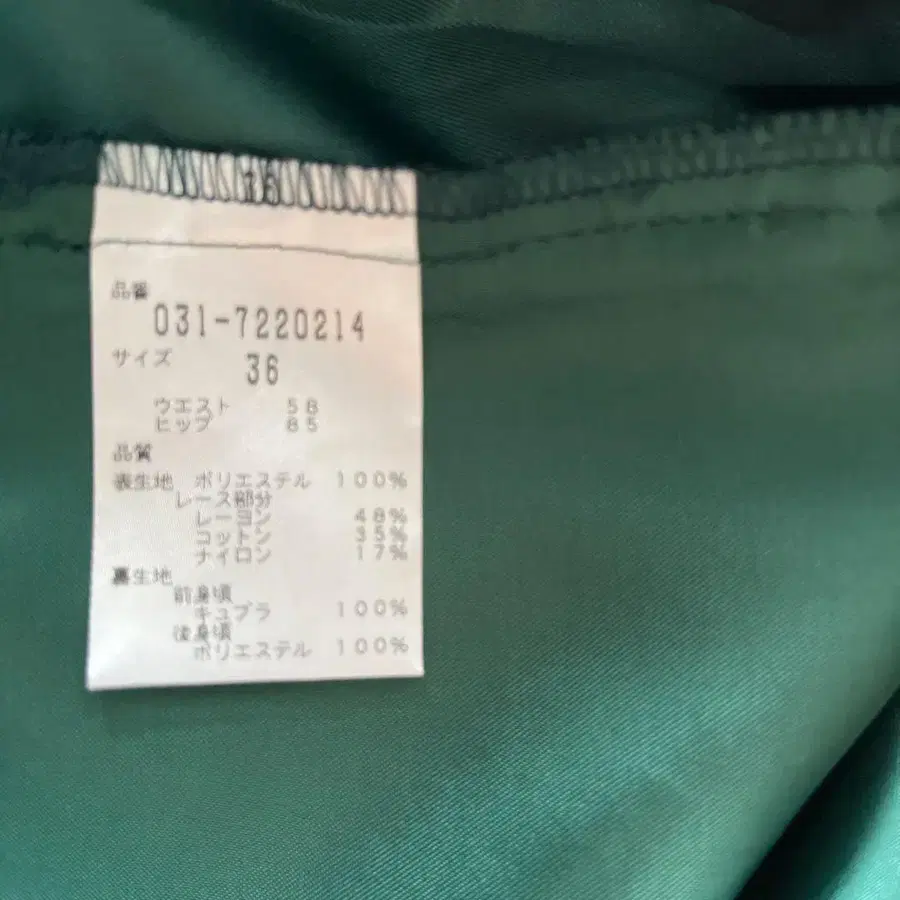 品番
031-7220214
サイズ 36
ウエスト 58
ヒップ 85
品質
表生地 ポリエステル 100%
レース部分
レーヨン 48%
コットン 35%
ナイロン 17%
裏生地
前身頃
キュプラ 100%
後身頃
ポリエステル 100%